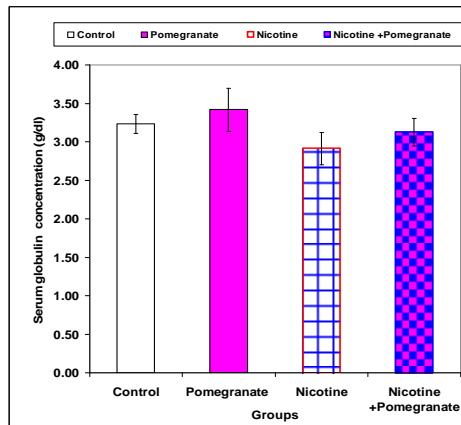 Control Pomegranate Nicotine Nicotine +Pomegranate
4.00
3.50
3.00
2.50
2.00
1.50
1.00
0.50
0.00
Serum globulin concentration (g/dl)
Control Pomegranate Nicotine Nicotine
+Pomegranate
Groups